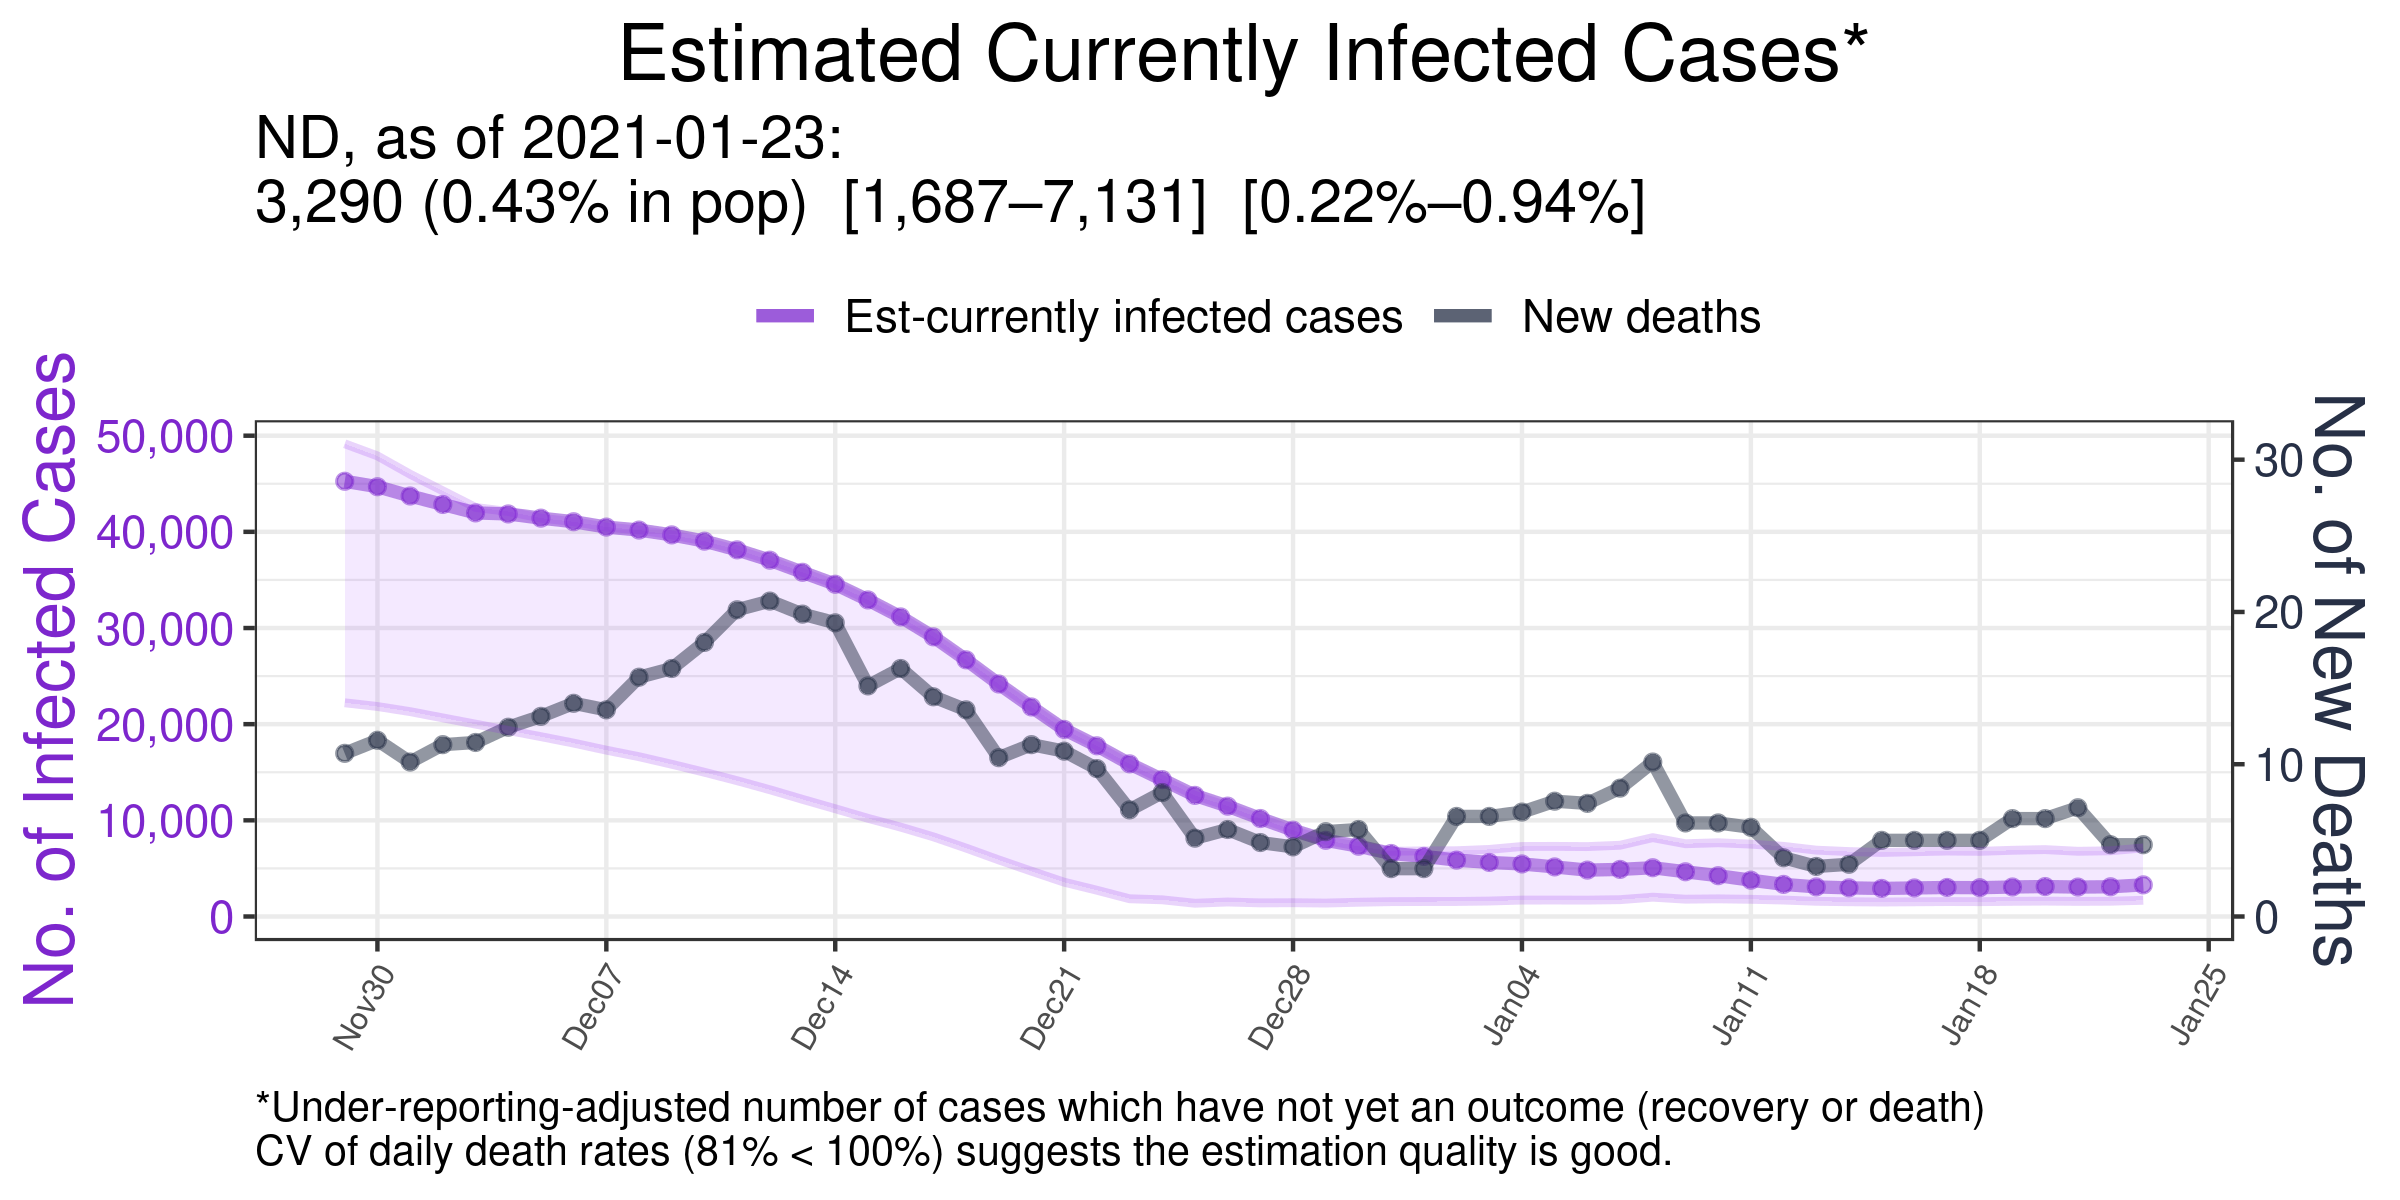 Estimated Currently Infected Cases*
ND, as of 2021-01-23:
3,290 (0.43% in pop)  [1,687–7,131]  [0.22%–0.94%]
Est-currently infected cases
New deaths
No. of Infected Cases
50,000
40,000
30,000
20,000
10,000
0
30
20
10
0
No. of New Deaths
Nov30
Dec07
Dec14
Dec21
Dec28
Jan04
Jan11
Jan18
Jan25
*Under-reporting-adjusted number of cases which have not yet an outcome (recovery or death)
CV of daily death rates (81% < 100%) suggests the estimation quality is good.